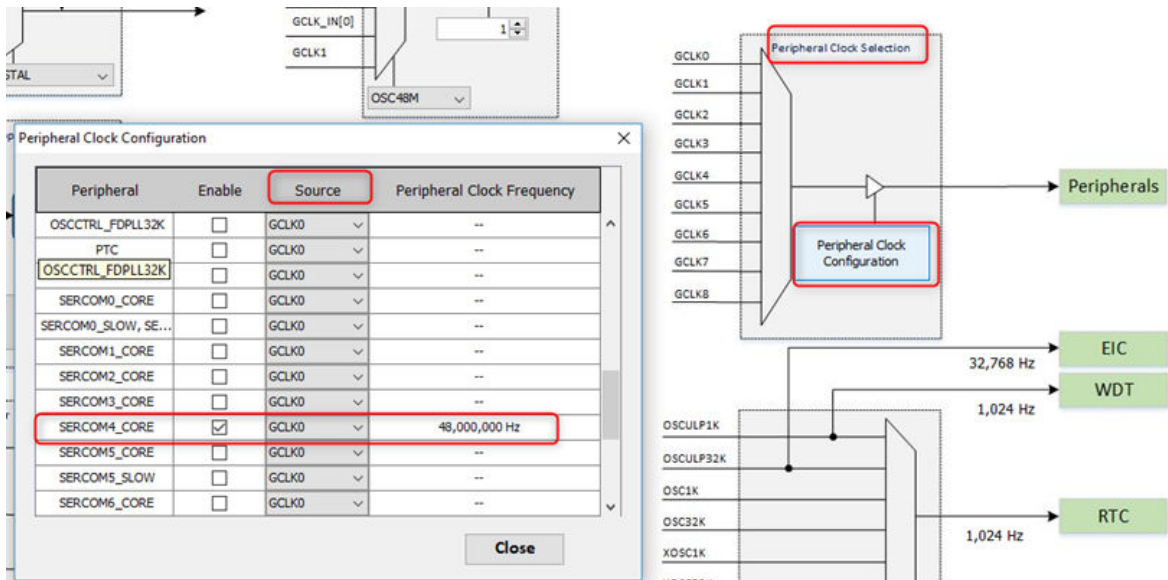 GCLK_IN[0]
1
GCLK1
STAL
OSC48M
Peripheral Clock Selection
GCLK0
GCLK1
GCLK2
GCLK3
GCLK4
GCLK5
GCLK6
GCLK7
GCLK8
Peripheral Clock
Configuration
Peripherals
Peripheral Clock Configuration
Peripheral Enable Source Peripheral Clock Frequency
OSCCTRL_FDPLL32K GCLK0 --
PTC GCLK0 --
OSCCTRL_FDPLL32K GCLK0 --
SERCOM0_CORE GCLK0 --
SERCOM0_SLOW, SE... GCLK0 --
SERCOM1_CORE GCLK0 --
SERCOM2_CORE GCLK0 --
SERCOM3_CORE GCLK0 --
SERCOM4_CORE GCLK0 48,000,000 Hz
SERCOM5_CORE GCLK0 --
SERCOM5_SLOW GCLK0 --
SERCOM6_CORE GCLK0 --
Close
EIC
32,768 Hz
WDT
1,024 Hz
OSCULP1K
OSCULP32K
OSC1K
OSC32K
XOSC1K
RTC
1,024 Hz